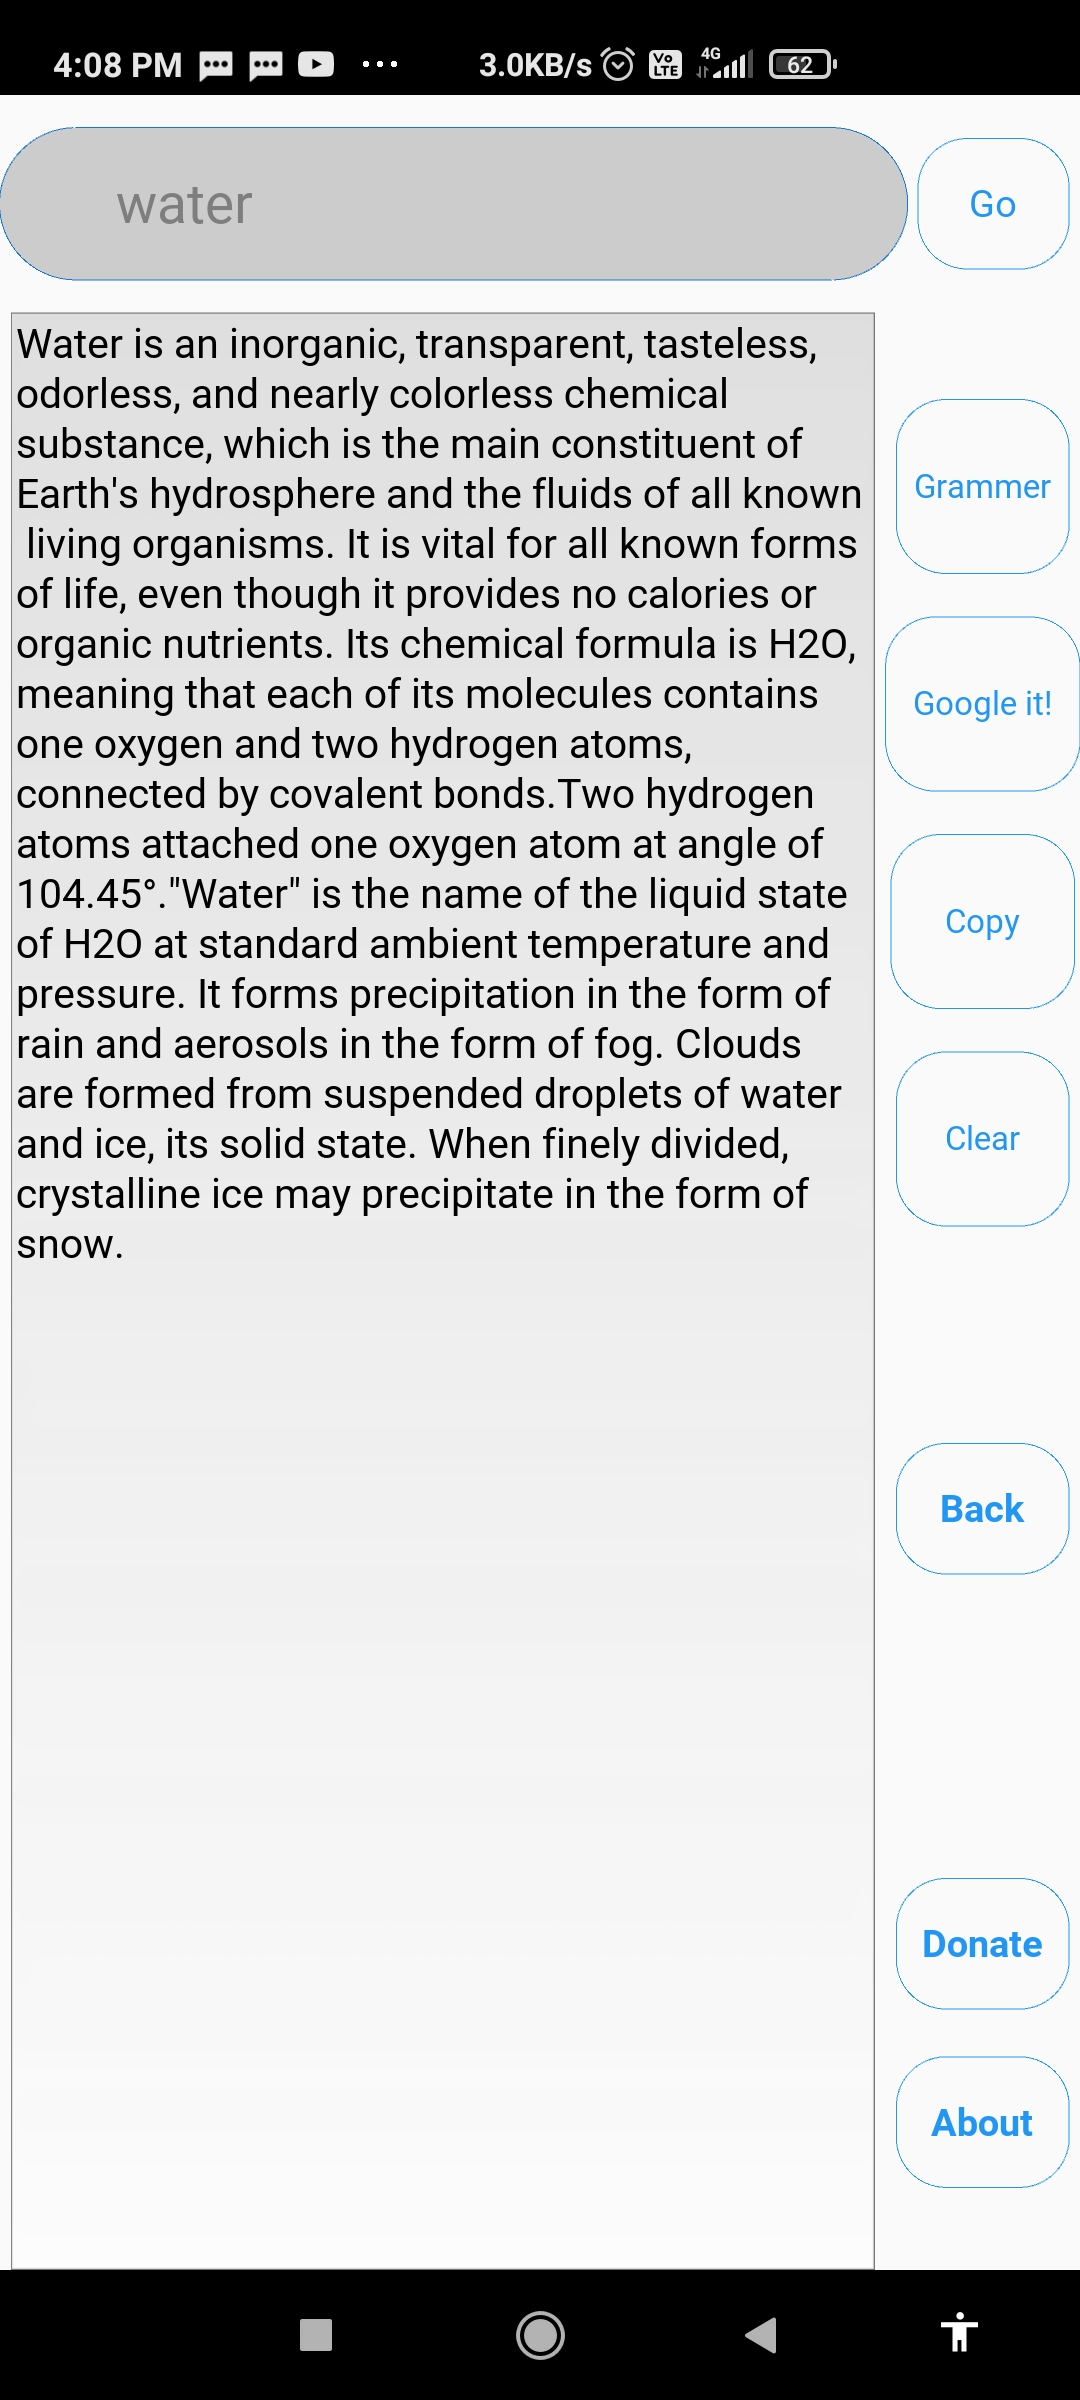 4:08 PM 3.0KB/s Vo LTE 4G 62
water
Go
Water is an inorganic, transparent, tasteless,
odorless, and nearly colorless chemical
substance, which is the main constituent of
Earth's hydrosphere and the fluids of all known
living organisms. It is vital for all known forms
of life, even though it provides no calories or
organic nutrients. Its chemical formula is H2O,
meaning that each of its molecules contains
one oxygen and two hydrogen atoms,
connected by covalent bonds.Two hydrogen
atoms attached one oxygen atom at angle of
104.45°."Water" is the name of the liquid state
of H2O at standard ambient temperature and
pressure. It forms precipitation in the form of
rain and aerosols in the form of fog. Clouds
are formed from suspended droplets of water
and ice, its solid state. When finely divided,
crystalline ice may precipitate in the form of
snow.
Grammer
Google it!
Copy
Clear
Back
Donate
About